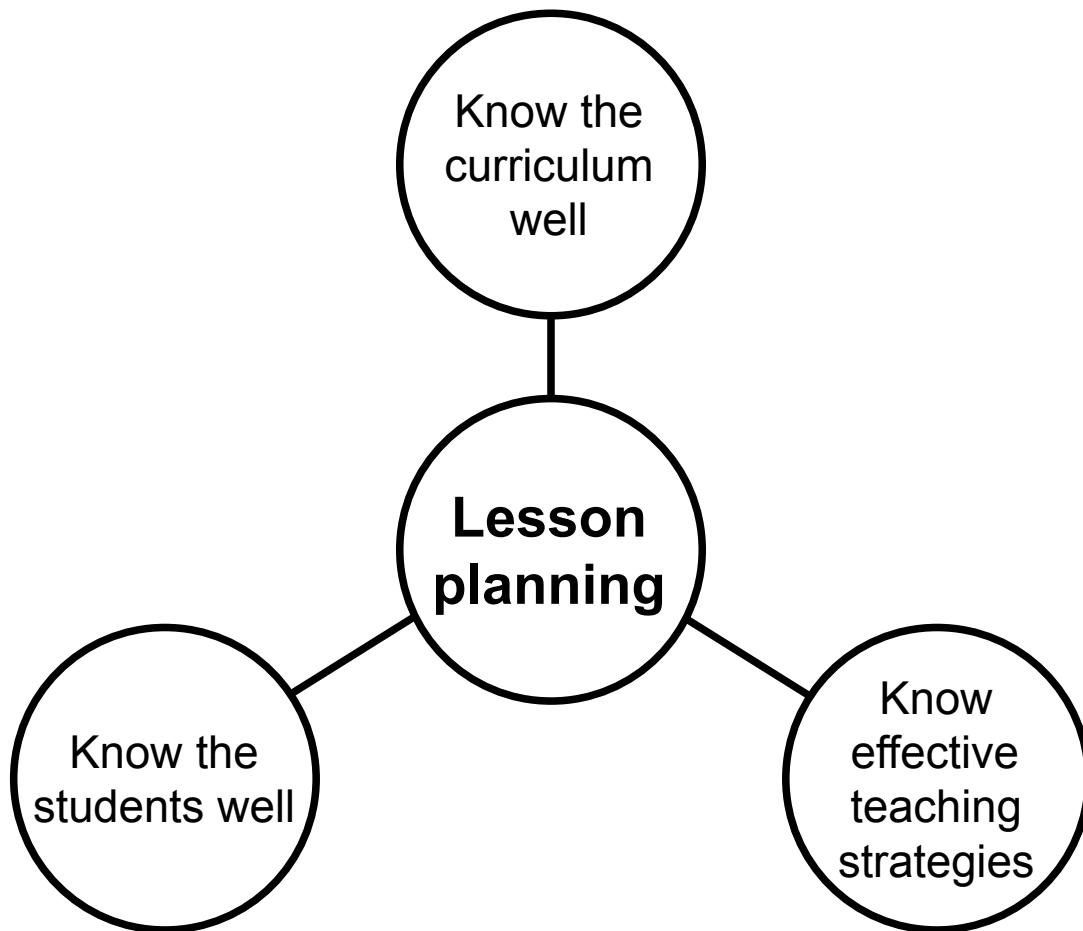 Know the
curriculum
well
Lesson
planning
Know the
students well
Know
effective
teaching
strategies